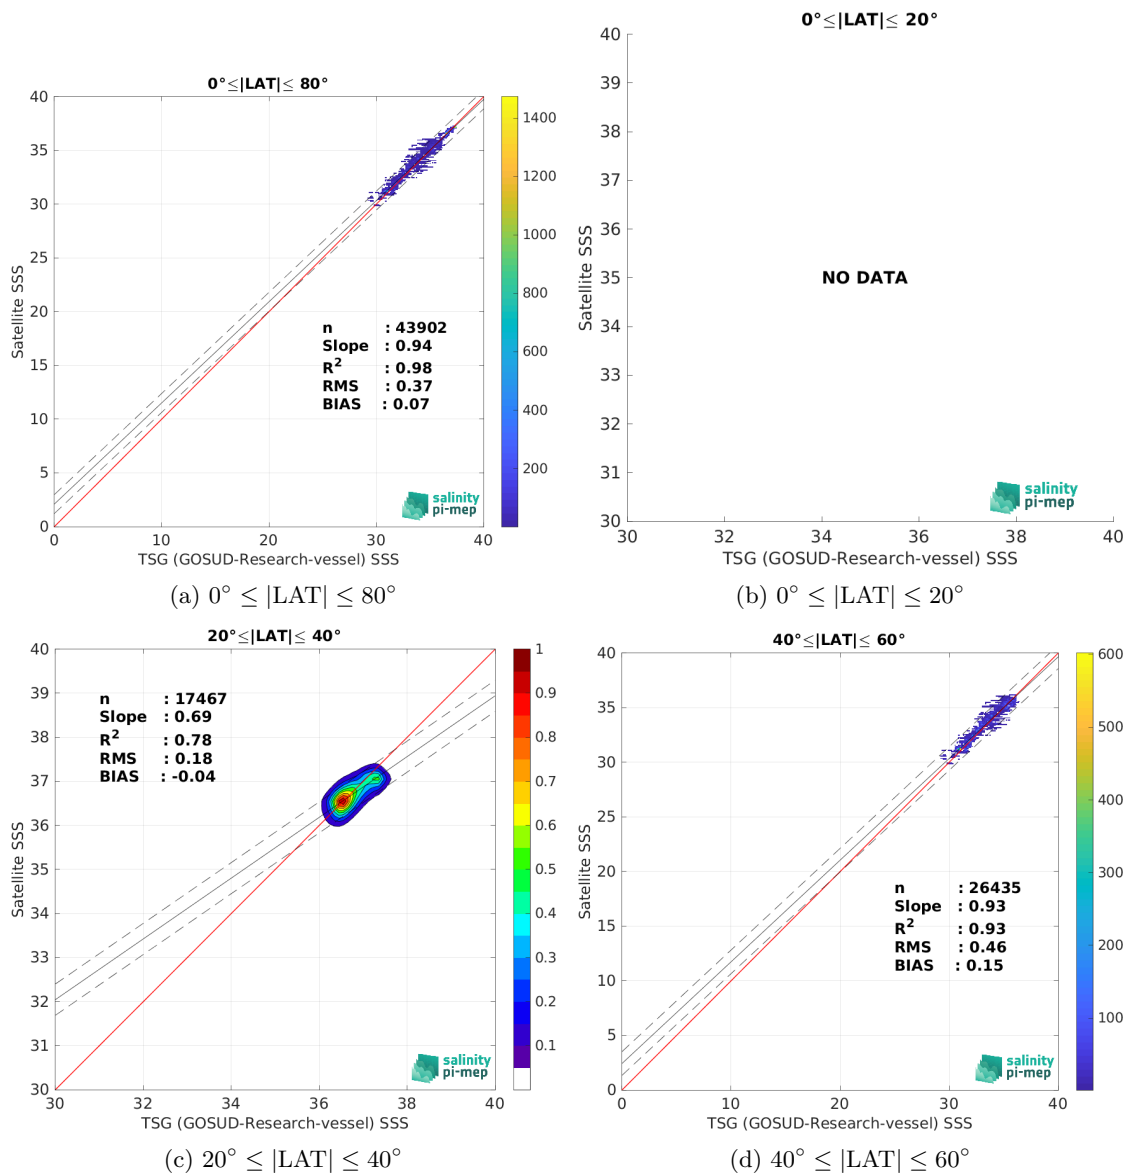 0°≤|LAT|≤ 80°
40
35
30
25
20
15
10
5
0
0
10
20
30
40
1400
1200
1000
800
600
400
200
n : 43902
Slope : 0.94
R² : 0.98
RMS : 0.37
BIAS : 0.07
Satellite SSS
TSG (GOSUD-Research-vessel) SSS
salinity
pi-mep
(a) 0° ≤ |LAT| ≤ 80°
0°≤|LAT|≤ 20°
40
39
38
37
36
35
34
33
32
31
30
30
32
34
36
38
40
NO DATA
Satellite SSS
TSG (GOSUD-Research-vessel) SSS
salinity
pi-mep
(b) 0° ≤ |LAT| ≤ 20°
20°≤|LAT|≤ 40°
40
39
38
37
36
35
34
33
32
31
30
30
32
34
36
38
40
1
0.9
0.8
0.7
0.6
0.5
0.4
0.3
0.2
0.1
n : 17467
Slope : 0.69
R² : 0.78
RMS : 0.18
BIAS : -0.04
Satellite SSS
TSG (GOSUD-Research-vessel) SSS
salinity
pi-mep
(c) 20° ≤ |LAT| ≤ 40°
40°≤|LAT|≤ 60°
40
35
30
25
20
15
10
5
0
0
10
20
30
40
600
500
400
300
200
100
n : 26435
Slope : 0.93
R² : 0.93
RMS : 0.46
BIAS : 0.15
Satellite SSS
TSG (GOSUD-Research-vessel) SSS
salinity
pi-mep
(d) 40° ≤ |LAT| ≤ 60°